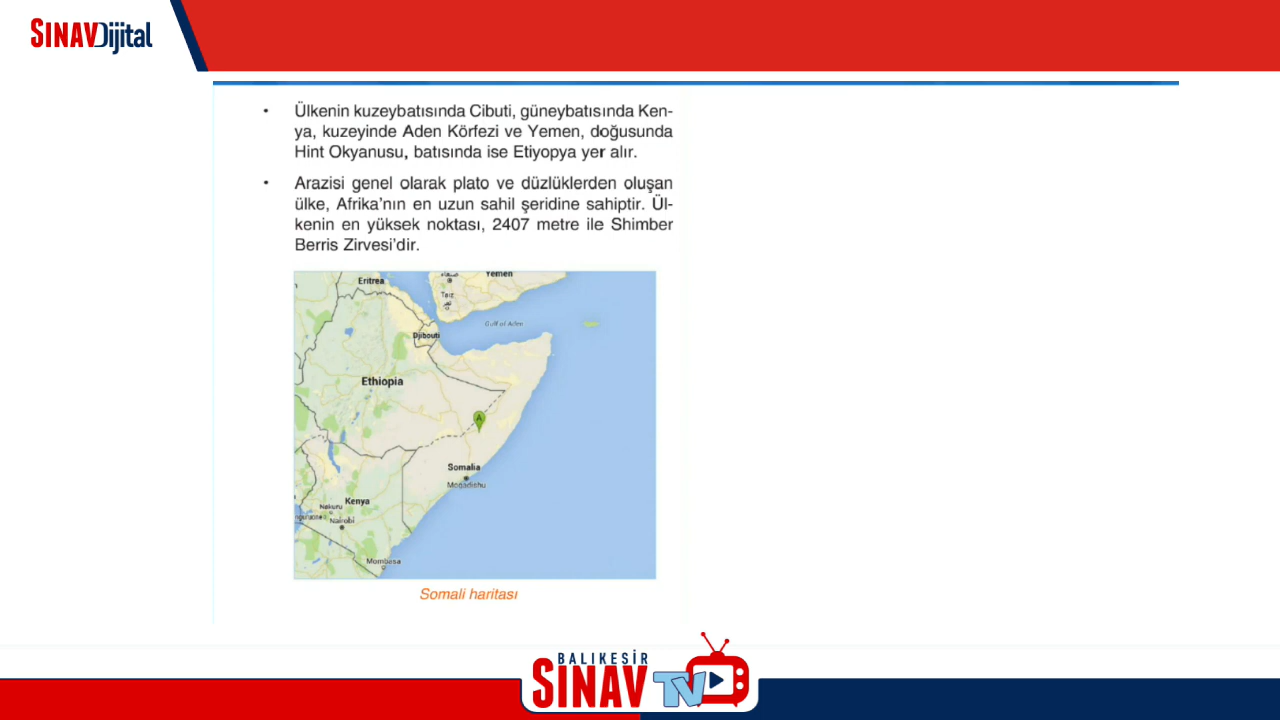 SINAVDijital
• Ülkenin kuzeybatısında Cibuti, güneybatısında Ken-
ya, kuzeyinde Aden Körfezi ve Yemen, doğusunda
Hint Okyanusu, batısında ise Etiyopya yer alır.
• Arazisi genel olarak plato ve düzlüklerden oluşan
ülke, Afrika’nın en uzun sahil şeridine sahiptir. Ül-
kenin en yüksek noktası, 2407 metre ile Shimber
Berris Zirvesi’dir.
Yemen
Eritrea
Taiz
Gulf of Aden
Djibouti
Ethiopia
A
Somalia
Mogadishu
Kenya
Nakuru
Nairobi
Mombasa
Somali haritası
BALIKESİR
SINAV TV